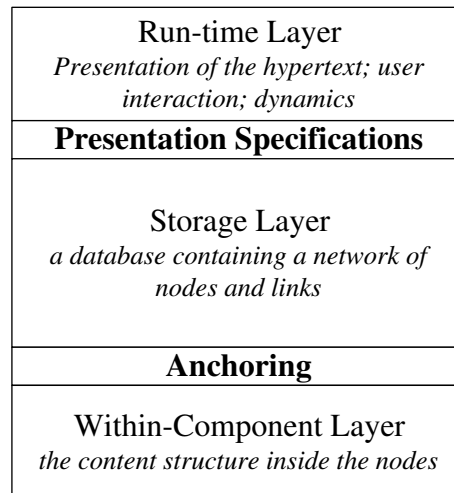 Run-time Layer
Presentation of the hypertext; user
interaction; dynamics
Presentation Specifications
Storage Layer
a database containing a network of
nodes and links
Anchoring
Within-Component Layer
the content structure inside the nodes